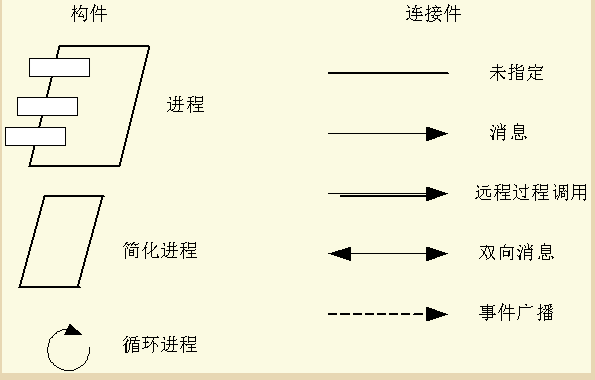 构件
连接件
未指定
进程
消息
远程过程调用
简化进程
双向消息
事件广播
循环进程